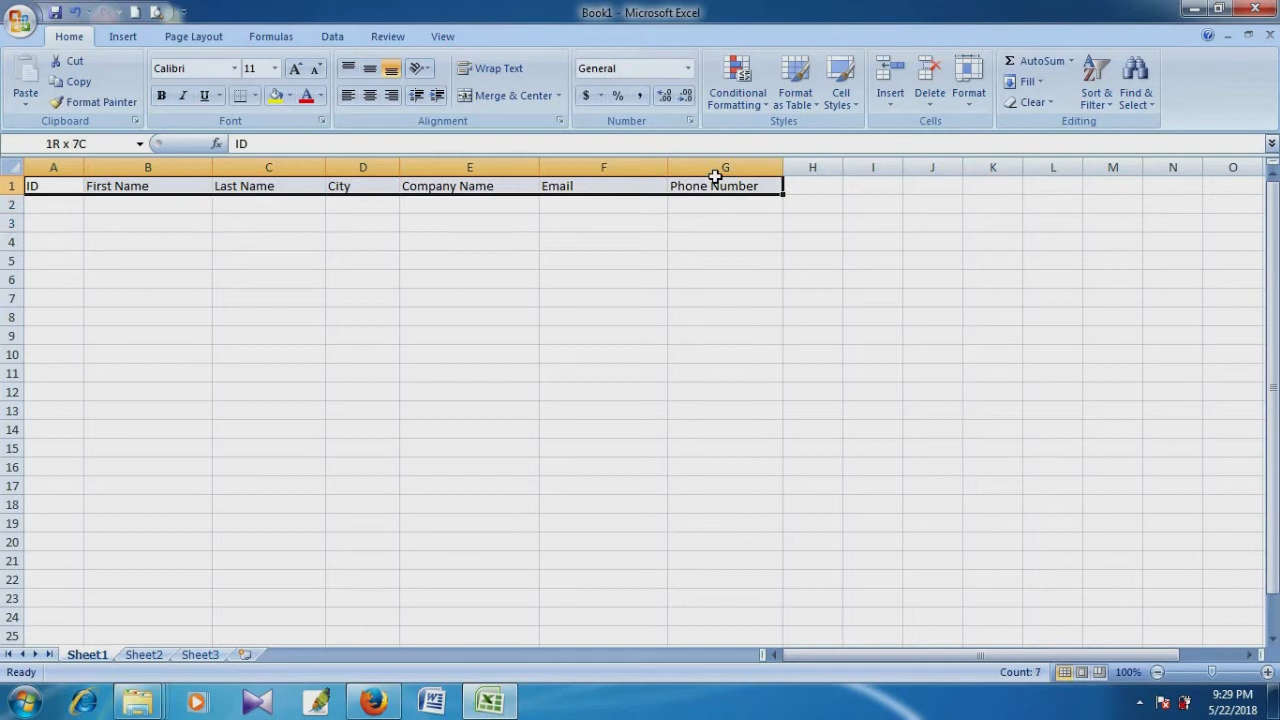 Book1 - Microsoft Excel
Home Insert Page Layout Formulas Data Review View
Cut
Copy
Format Painter
Paste
Clipboard
Calibri 11
B I U
Font
Wrap Text
Merge & Center
Alignment
General
$ % ,
Number
Conditional Formatting
Format as Table
Cell Styles
Styles
Insert Delete Format
Cells
Σ AutoSum
Fill
Clear
Sort & Filter
Find & Select
Editing
1R x 7C fx ID
A B C D E F G H I J K L M N O
1 ID First Name Last Name City Company Name Email Phone Number
2
3
4
5
6
7
8
9
10
11
12
13
14
15
16
17
18
19
20
21
22
23
24
25
Sheet1 Sheet2 Sheet3
Ready Count: 7 100%
9:29 PM
5/22/2018